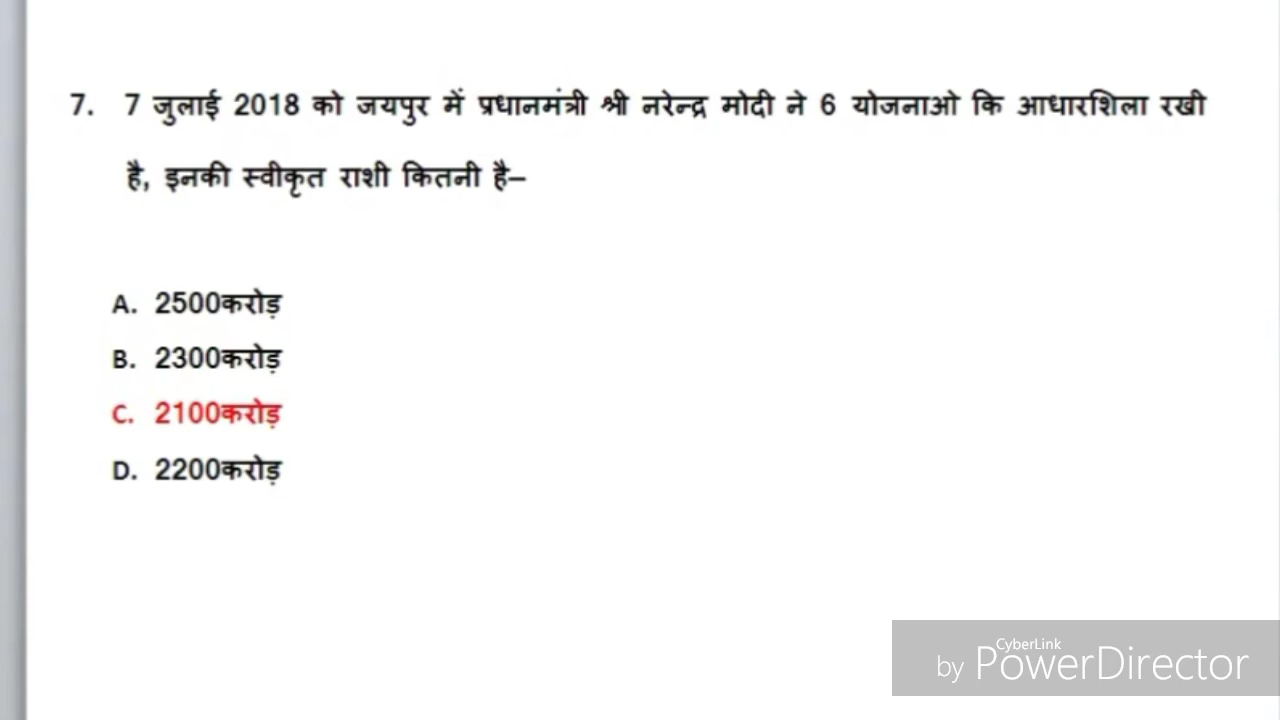 7. 7 जुलाई 2018 को जयपुर में प्रधानमंत्री श्री नरेन्द्र मोदी ने 6 योजनाओ कि आधारशिला रखी
है, इनकी स्वीकृत राशी कितनी है–
A. 2500करोड़
B. 2300करोड़
C. 2100करोड़
D. 2200करोड़
CyberLink
by PowerDirector